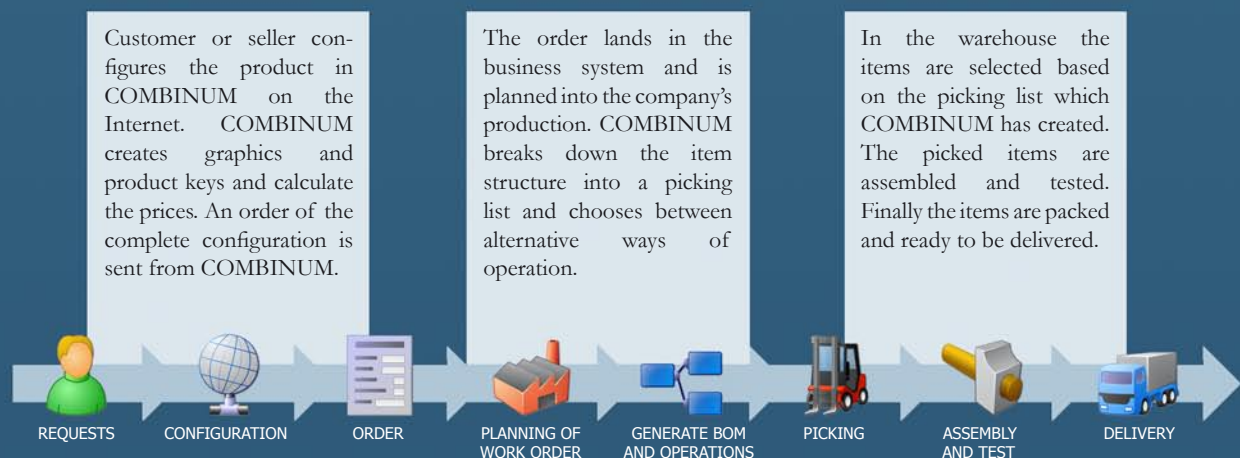 Customer or seller con-
figures the product in
COMBINUM on the
Internet. COMBINUM
creates graphics and
product keys and calculate
the prices. An order of the
complete configuration is
sent from COMBINUM.
The order lands in the
business system and is
planned into the company’s
production. COMBINUM
breaks down the item
structure into a picking
list and chooses between
alternative ways of
operation.
In the warehouse the
items are selected based
on the picking list which
COMBINUM has created.
The picked items are
assembled and tested.
Finally the items are packed
and ready to be delivered.
REQUESTS
CONFIGURATION
ORDER
PLANNING OF
WORK ORDER
GENERATE BOM
AND OPERATIONS
PICKING
ASSEMBLY
AND TEST
DELIVERY